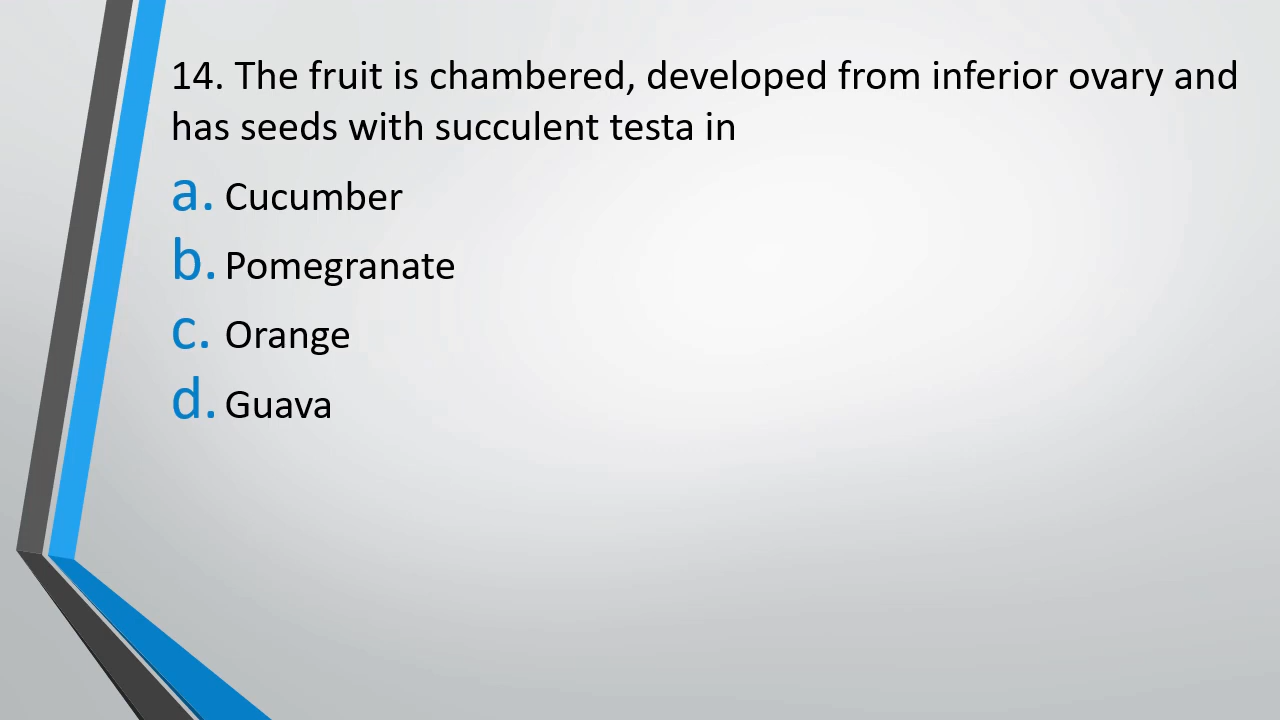 14. The fruit is chambered, developed from inferior ovary and
has seeds with succulent testa in
a. Cucumber
b. Pomegranate
c. Orange
d. Guava